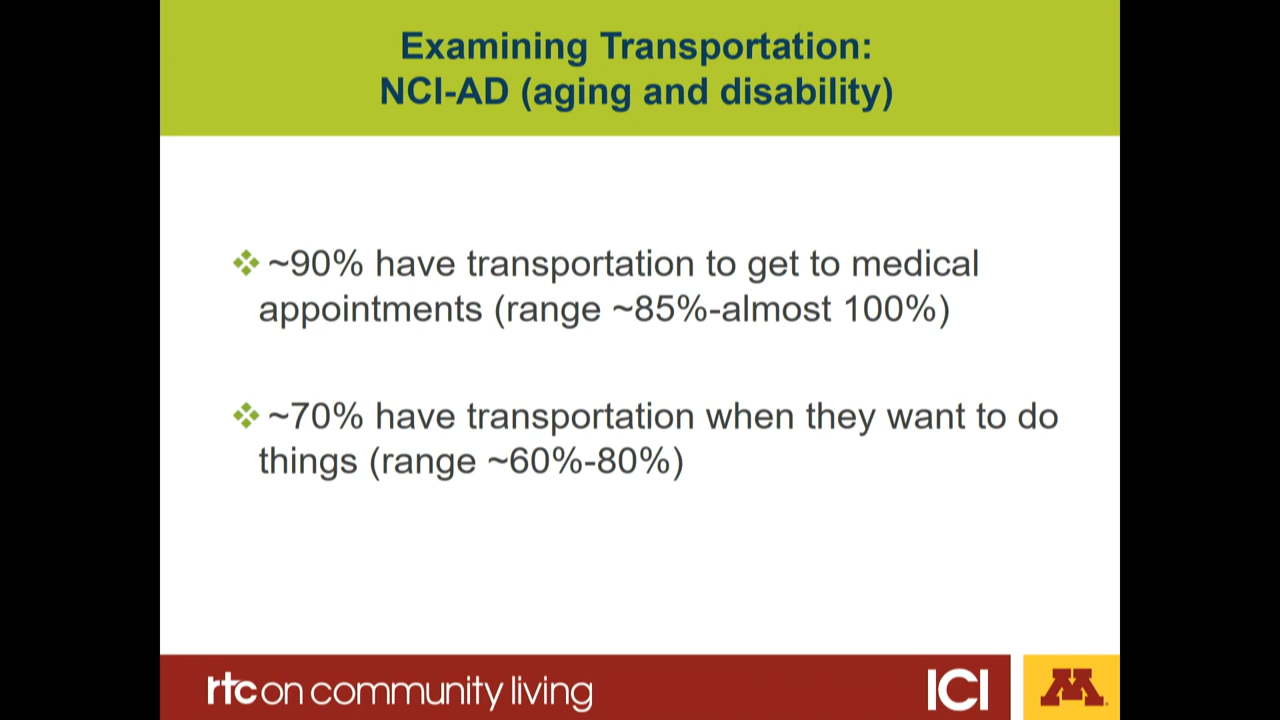 Examining Transportation:
NCI-AD (aging and disability)
~90% have transportation to get to medical
appointments (range ~85%-almost 100%)
~70% have transportation when they want to do
things (range ~60%-80%)
rtc on community living
ICI
M